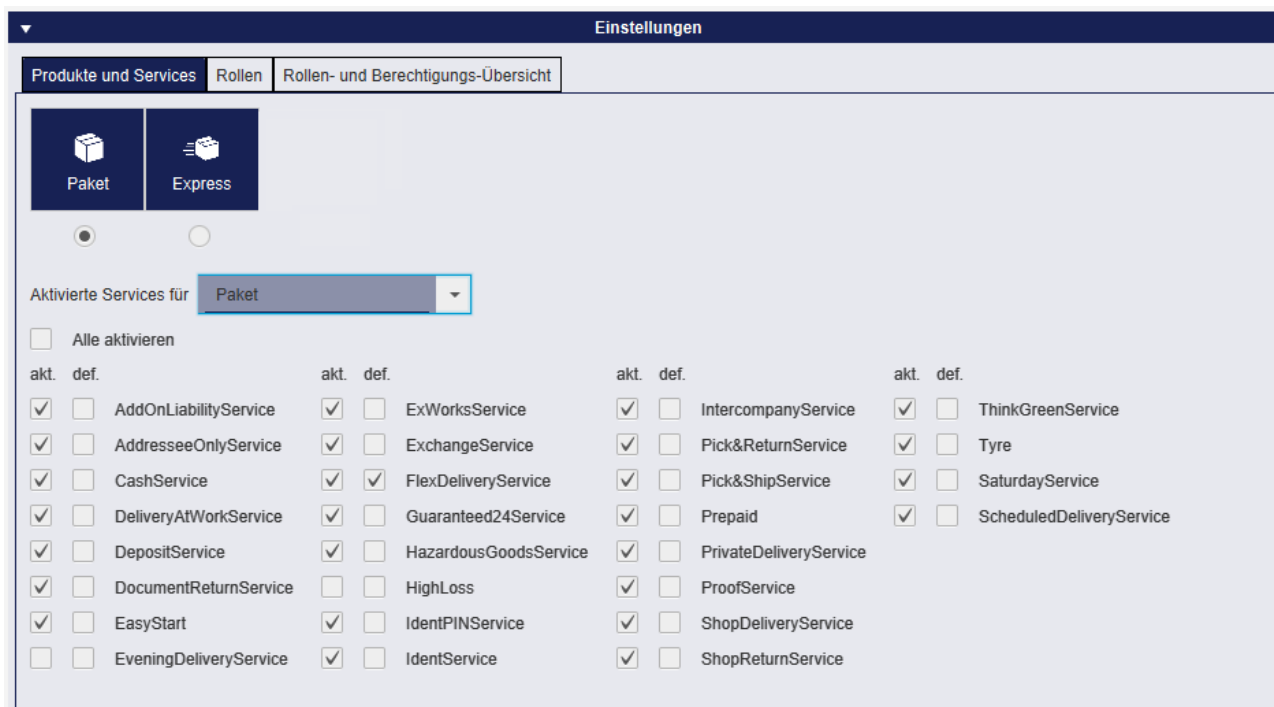 Einstellungen
Produkte und Services Rollen Rollen- und Berechtigungs-Übersicht
Paket Express
Aktivierte Services für Paket
Alle aktivieren
akt. def. akt. def. akt. def. akt. def.
AddOnLiabilityService ExWorksService IntercompanyService ThinkGreenService
AddresseeOnlyService ExchangeService Pick&ReturnService Tyre
CashService FlexDeliveryService Pick&ShipService SaturdayService
DeliveryAtWorkService Guaranteed24Service Prepaid ScheduledDeliveryService
DepositService HazardousGoodsService PrivateDeliveryService
DocumentReturnService HighLoss ProofService
EasyStart IdentPINService ShopDeliveryService
EveningDeliveryService IdentService ShopReturnService